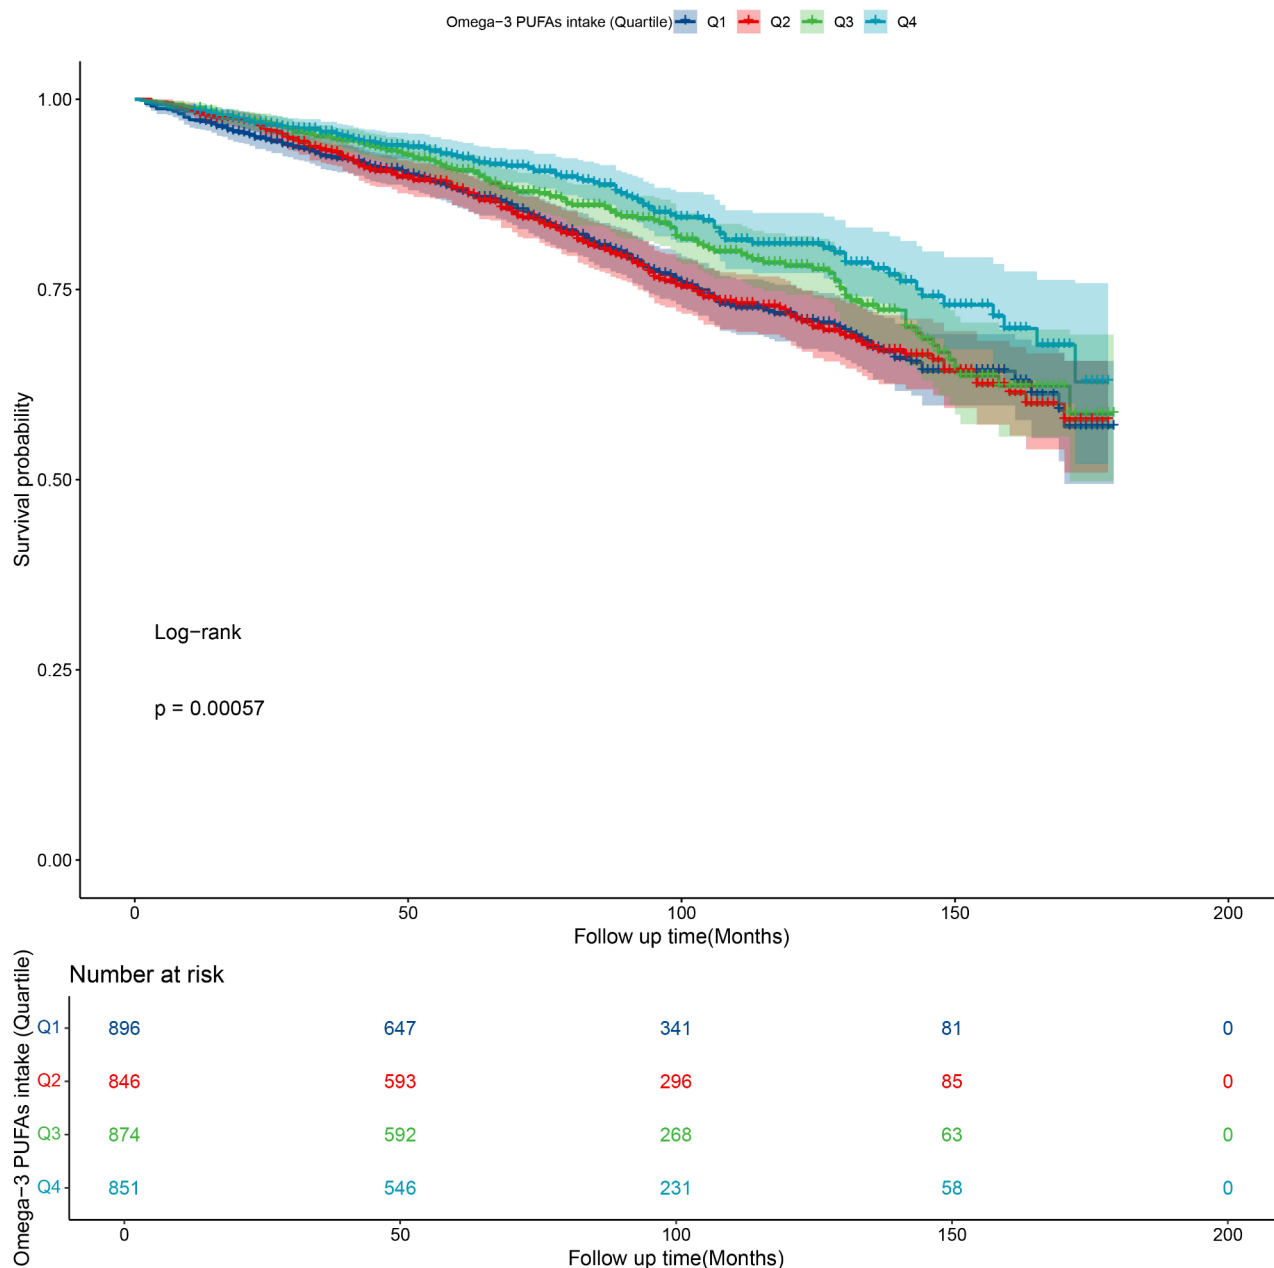 Omega−3 PUFAs intake (Quartile) Q1 Q2 Q3 Q4
Survival probability
1.00
0.75
0.50
0.25
0.00
Log−rank
p = 0.00057
0 50 100 150 200
Follow up time(Months)
Number at risk
Omega−3 PUFAs intake (Quartile)
Q1 896 647 341 81 0
Q2 846 593 296 85 0
Q3 874 592 268 63 0
Q4 851 546 231 58 0
0 50 100 150 200
Follow up time(Months)